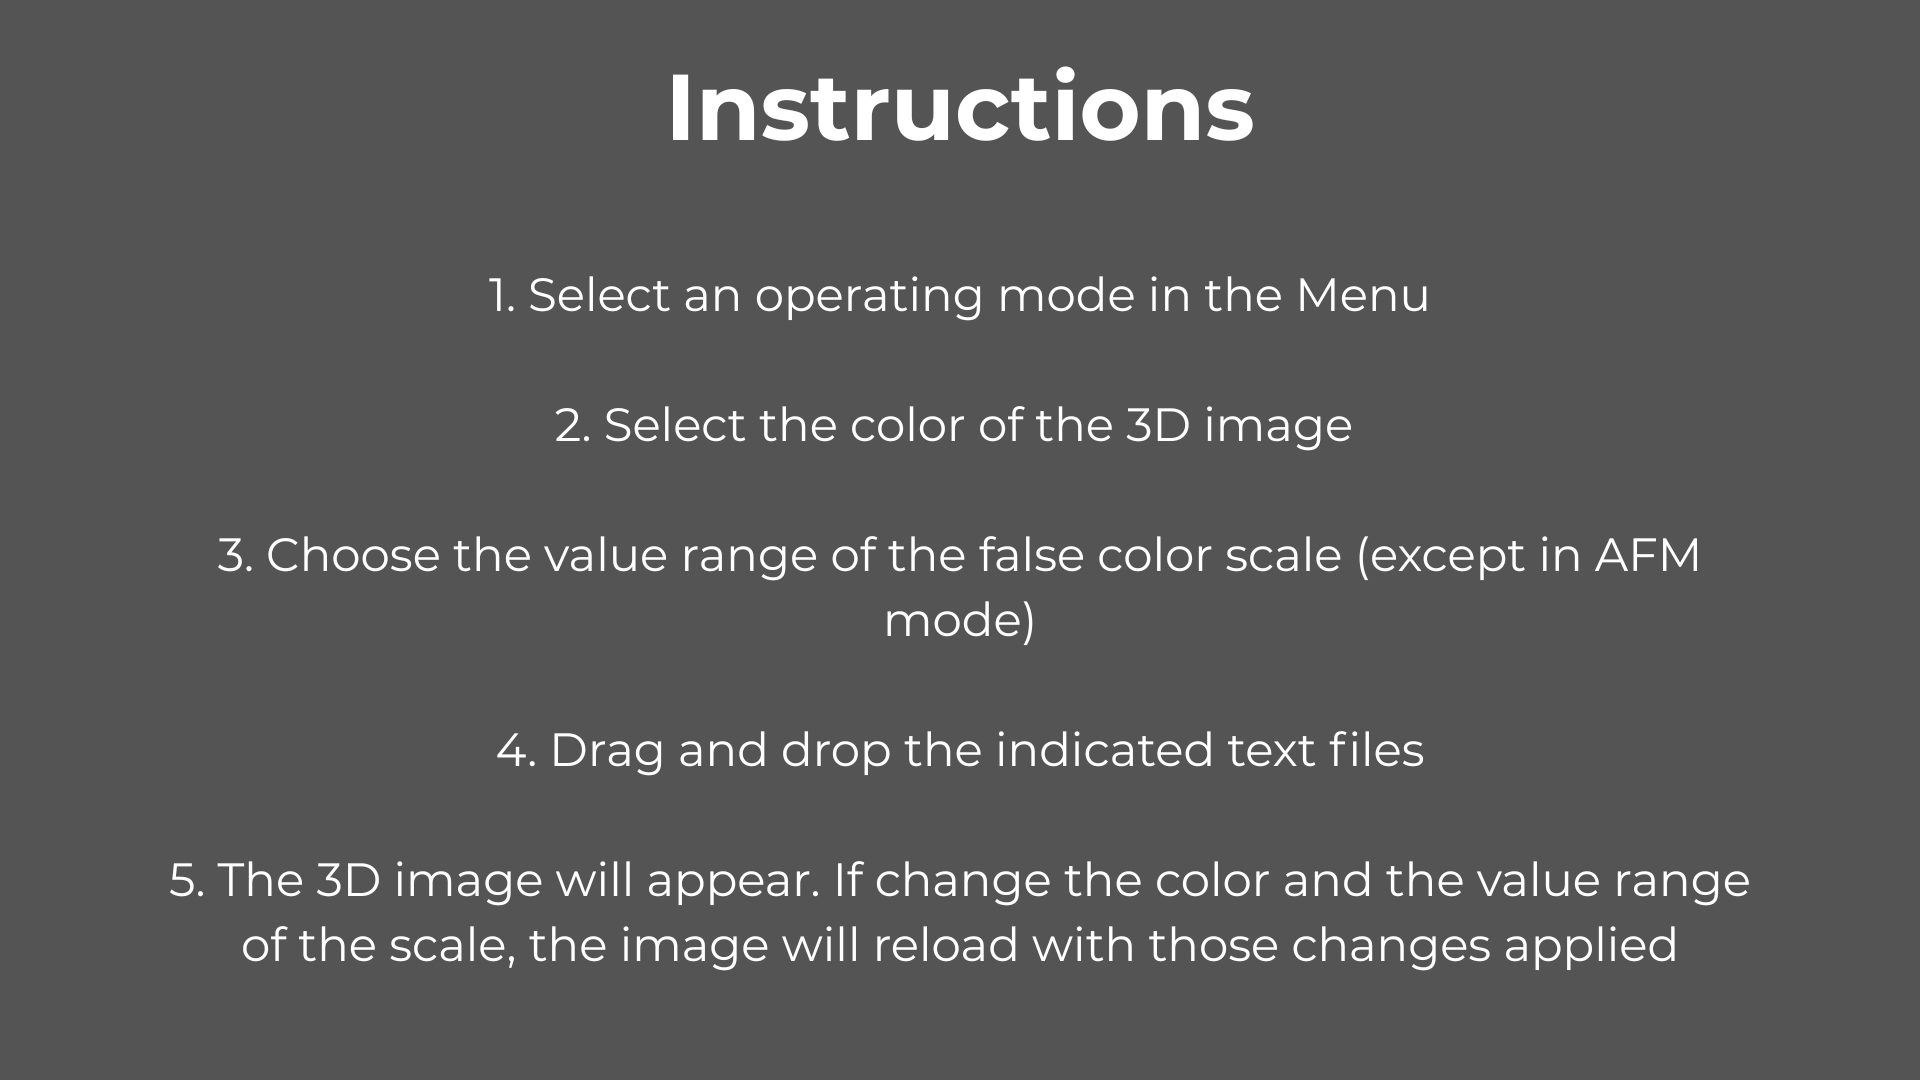 Instructions
1. Select an operating mode in the Menu
2. Select the color of the 3D image
3. Choose the value range of the false color scale (except in AFM
mode)
4. Drag and drop the indicated text files
5. The 3D image will appear. If change the color and the value range
of the scale, the image will reload with those changes applied